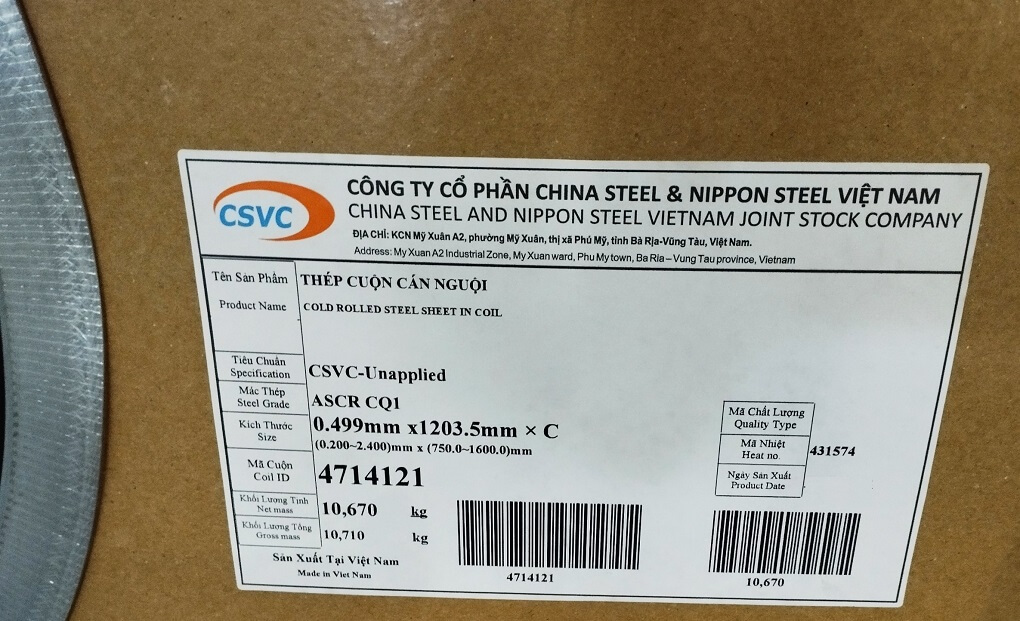 CSVC
CÔNG TY CỔ PHẦN CHINA STEEL & NIPPON STEEL VIỆT NAM
CHINA STEEL AND NIPPON STEEL VIETNAM JOINT STOCK COMPANY
ĐỊA CHỈ: KCN Mỹ Xuân A2, phường Mỹ Xuân, thị xã Phú Mỹ, tỉnh Bà Rịa-Vũng Tàu, Việt Nam.
Address: My Xuan A2 Industrial Zone, My Xuan ward, Phu My town, Ba Ria – Vung Tau province, Vietnam
Tên Sản Phẩm THÉP CUỘN CÁN NGUỘI
Product Name COLD ROLLED STEEL SHEET IN COIL
Tiêu Chuẩn
Specification CSVC-Unapplied
Mác Thép
Steel Grade ASCR CQ1
Kích Thước
Size 0.499mm x1203.5mm × C
(0.200~2.400)mm x (750.0~1600.0)mm
Mã Cuộn
Coil ID 4714121
Khối Lượng Tịnh
Net mass 10,670 kg
Khối Lượng Tổng
Gross mass 10,710 kg
Sản Xuất Tại Việt Nam
Made in Viet Nam
Mã Chất Lượng
Quality Type
Mã Nhiệt
Heat no. 431574
Ngày Sản Xuất
Product Date
4714121
10,670